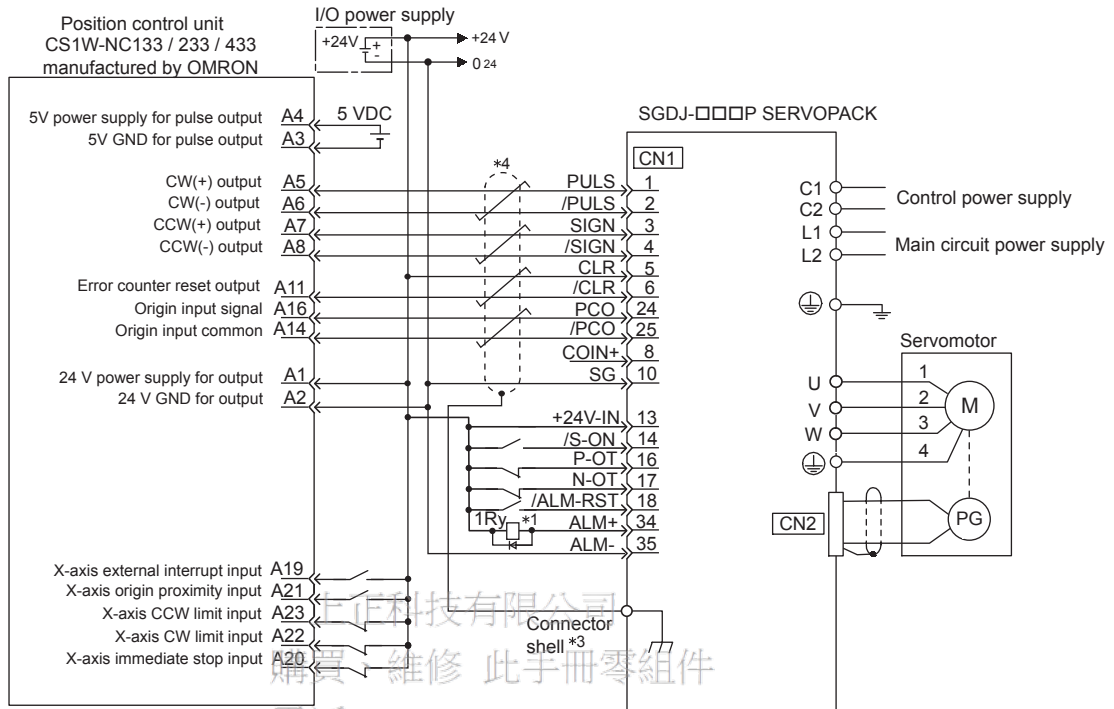 I/O power supply
Position control unit
CS1W-NC133 / 233 / 433
manufactured by OMRON
+24V
+
-
+24 V
0 24
5V power supply for pulse output A4
5 VDC
5V GND for pulse output A3
SGDJ-□□□P SERVOPACK
CN1
*4
CW(+) output A5
PULS 1
CW(-) output A6
/PULS 2
CCW(+) output A7
SIGN 3
CCW(-) output A8
/SIGN 4
CLR 5
Error counter reset output A11
/CLR 6
Origin input signal A16
PCO 24
Origin input common A14
/PCO 25
COIN+ 8
SG 10
24 V power supply for output A1
24 V GND for output A2
+24V-IN 13
/S-ON 14
P-OT 16
N-OT 17
/ALM-RST 18
1Ry *1
ALM+ 34
ALM- 35
C1
C2
Control power supply
L1
L2
Main circuit power supply
Servomotor
U 1
V 2
W 3
4
M
CN2
PG
X-axis external interrupt input A19
X-axis origin proximity input A21
X-axis CCW limit input A23
X-axis CW limit input A22
X-axis immediate stop input A20
Connector
shell *3
上正科技有限公司
購買、維修 此手冊零組件